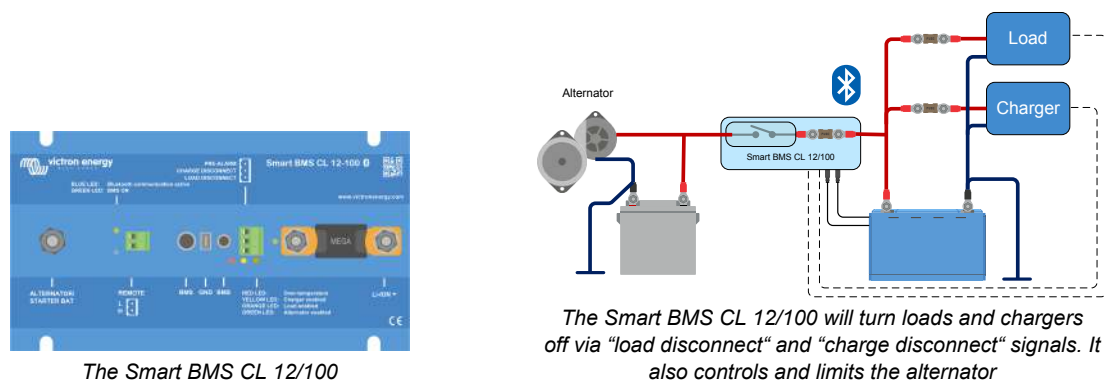 victron energy
BLUE POWER
PRE-ALARM
CHARGE DISCONNECT
LOAD DISCONNECT
Smart BMS CL 12-100
BLUE LED: Bluetooth communication active
GREEN LED: BMS ON
www.victronenergy.com
MEGA
ALTERNATOR/
STARTER BAT
REMOTE
L
H
BMS GND BMS
RED LED: Over-temperature
YELLOW LED: Charger enabled
ORANGE LED: Load enabled
GREEN LED: Alternator enabled
LI-ION +
CE
The Smart BMS CL 12/100
Alternator
Smart BMS CL 12/100
Load
Charger
The Smart BMS CL 12/100 will turn loads and chargers
off via “load disconnect“ and “charge disconnect“ signals. It
also controls and limits the alternator